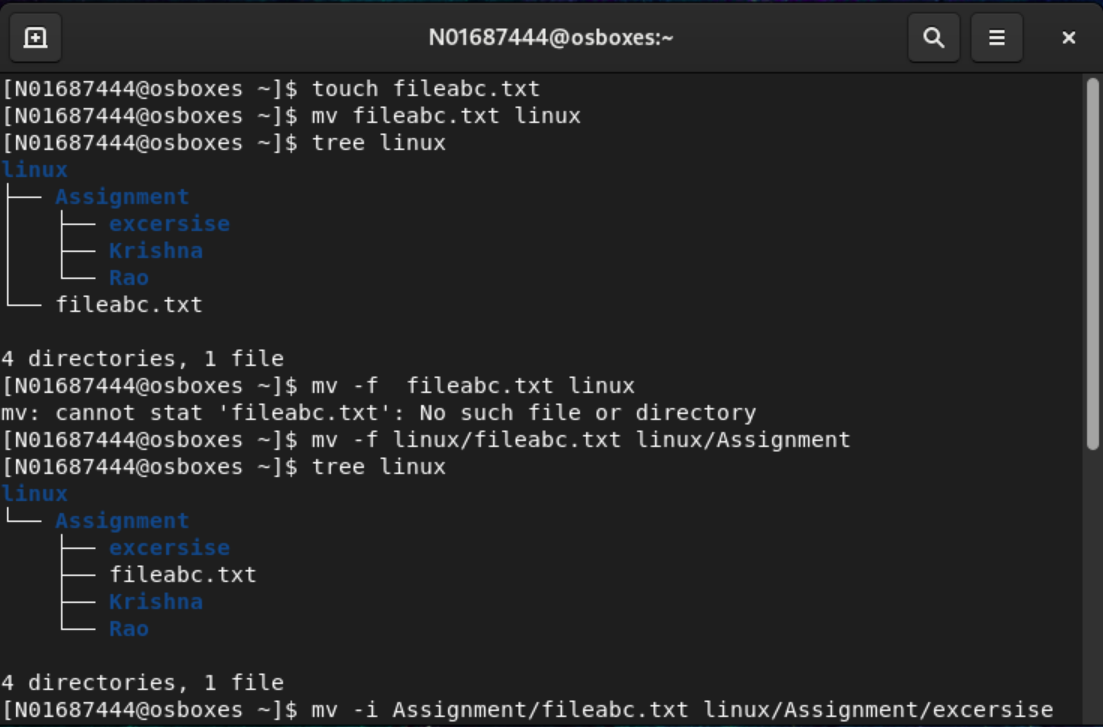 N01687444@osboxes:~
[N01687444@osboxes ~]$ touch fileabc.txt
[N01687444@osboxes ~]$ mv fileabc.txt linux
[N01687444@osboxes ~]$ tree linux
linux
├── Assignment
│   ├── excersise
│   ├── Krishna
│   └── Rao
└── fileabc.txt

4 directories, 1 file
[N01687444@osboxes ~]$ mv -f  fileabc.txt linux
mv: cannot stat 'fileabc.txt': No such file or directory
[N01687444@osboxes ~]$ mv -f linux/fileabc.txt linux/Assignment
[N01687444@osboxes ~]$ tree linux
linux
└── Assignment
    ├── excersise
    ├── fileabc.txt
    ├── Krishna
    └── Rao

4 directories, 1 file
[N01687444@osboxes ~]$ mv -i Assignment/fileabc.txt linux/Assignment/excersise